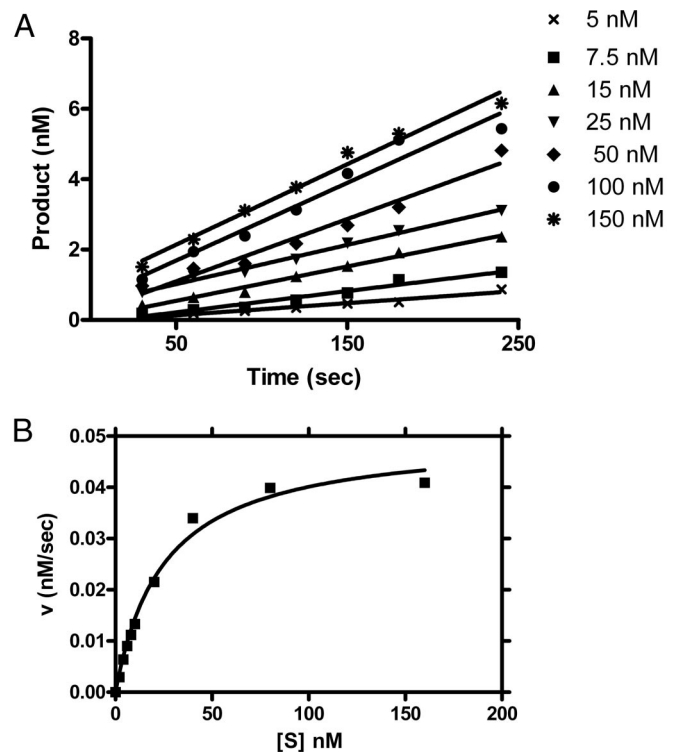 A
8
6
4
2
0
Product (nM)
50 150 250
Time (sec)
5 nM
7.5 nM
15 nM
25 nM
50 nM
100 nM
150 nM
B
0.05
0.04
0.03
0.02
0.01
0.00
v (nM/sec)
0 50 100 150 200
[S] nM